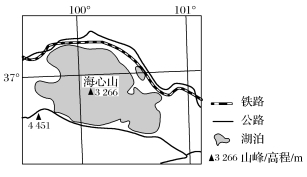 100° 101°
37°
海心山
▲3 266
▲
4 451
铁路
公路
湖泊
▲3 266 山峰/高程/m